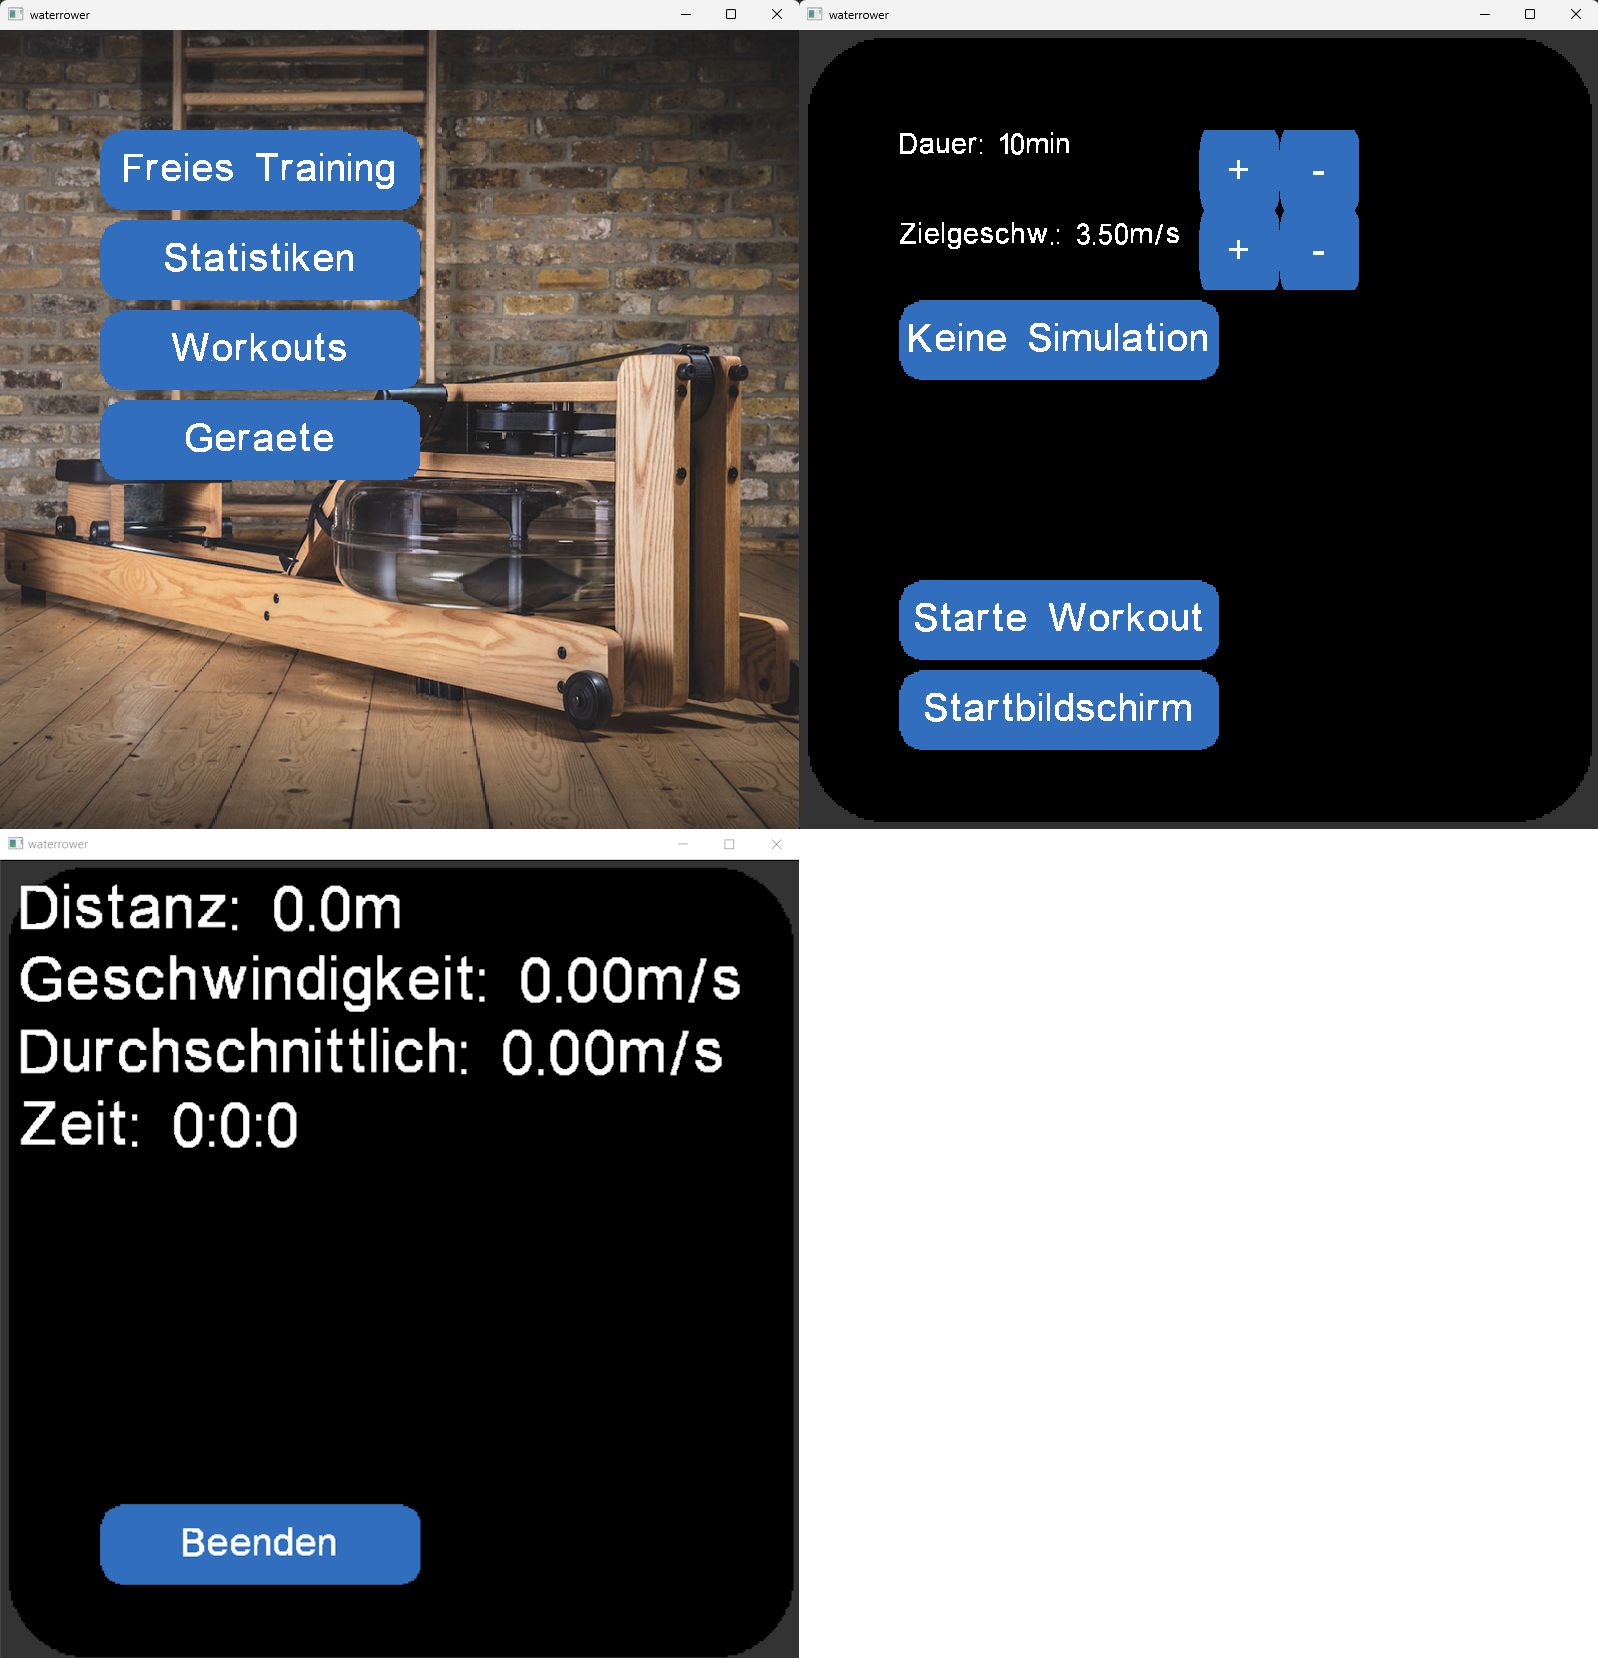 waterrower
Freies Training
Statistiken
Workouts
Geraete
waterrower
Dauer: 10min
+ -
Zielgeschw.: 3.50m/s
+ -
Keine Simulation
Starte Workout
Startbildschirm
waterrower
Distanz: 0.0m
Geschwindigkeit: 0.00m/s
Durchschnittlich: 0.00m/s
Zeit: 0:0:0
Beenden